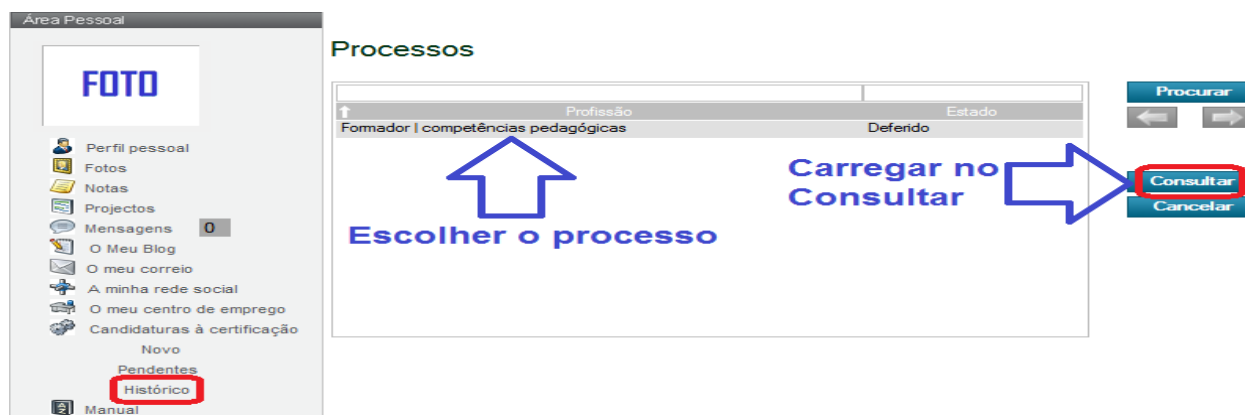 Área Pessoal
FOTO
Perfil pessoal
Fotos
Notas
Projectos
Mensagens 0
O Meu Blog
O meu correio
A minha rede social
O meu centro de emprego
Candidaturas à certificação
Novo
Pendentes
Histórico
Manual
Processos
Profissão Estado
Formador | competências pedagógicas Deferido
Escolher o processo
Carregar no
Consultar
Procurar
Consultar
Cancelar